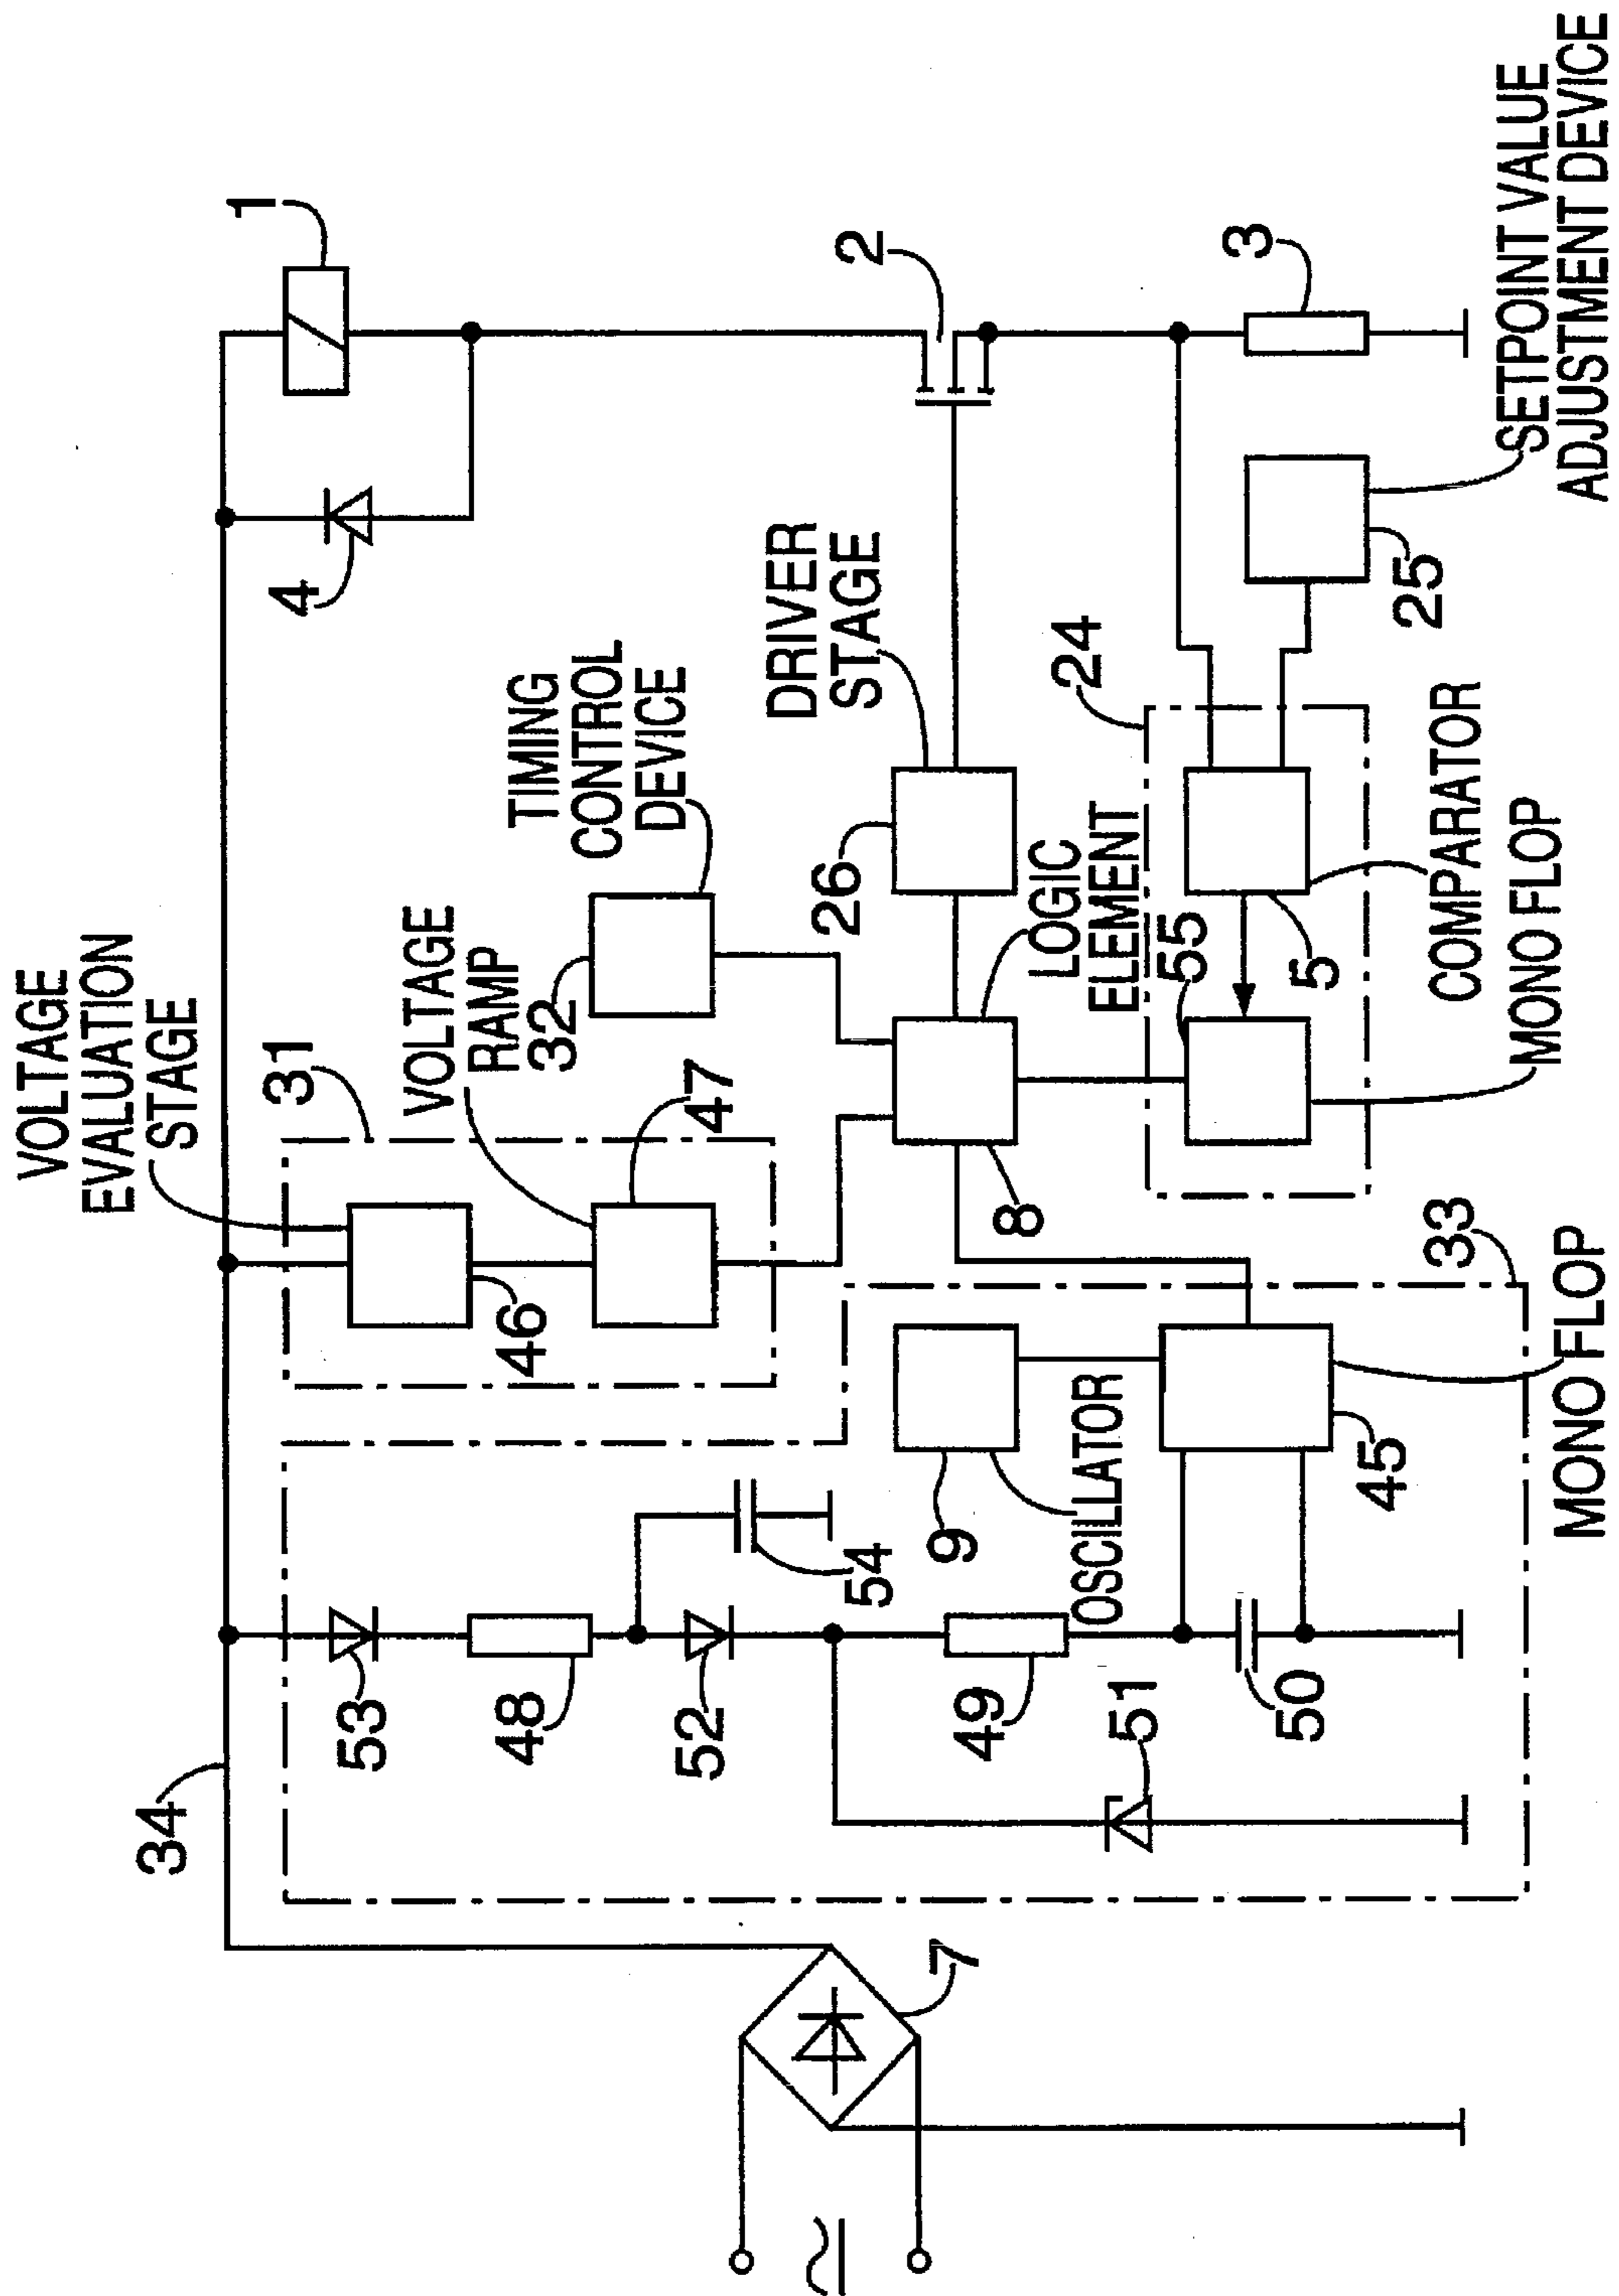 VOLTAGE
EVALUATION
STAGE
31
VOLTAGE
RAMP
32
47
46
TIMING
CONTROL
DEVICE
DRIVER
STAGE
26
4
1
2
3
34
53
48
52
54
49
51
50
9
OSCILLATOR
45
MONO FLOP
33
8
LOGIC
ELEMENT
55
24
5
COMPARATOR
MONO FLOP
25
SETPOINT VALUE
ADJUSTMENT DEVICE
7